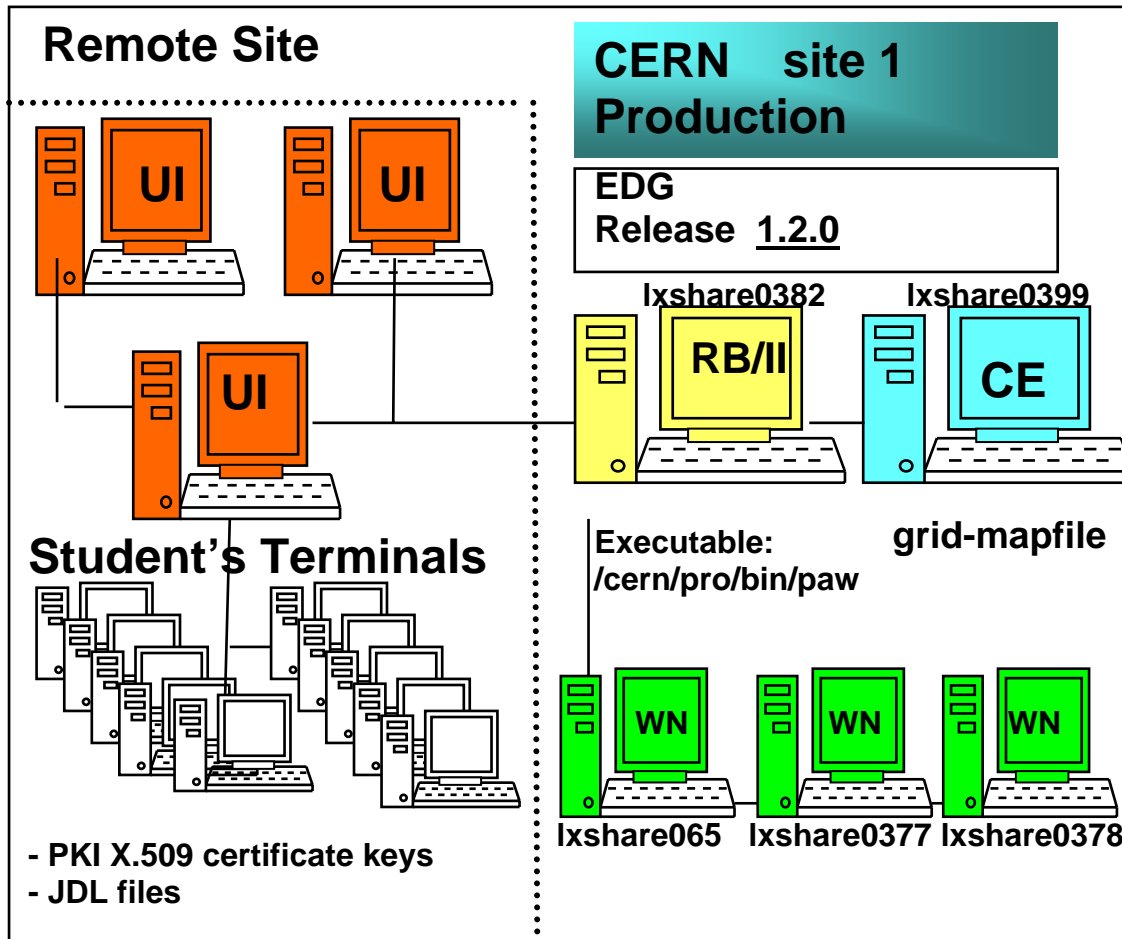 Remote Site
CERN site 1
Production
EDG
Release 1.2.0
UI
UI
lxshare0382
lxshare0399
UI
RB/II
CE
Student's Terminals
Executable:
/cern/pro/bin/paw
grid-mapfile
WN
WN
WN
lxshare065
lxshare0377
lxshare0378
- PKI X.509 certificate keys
- JDL files